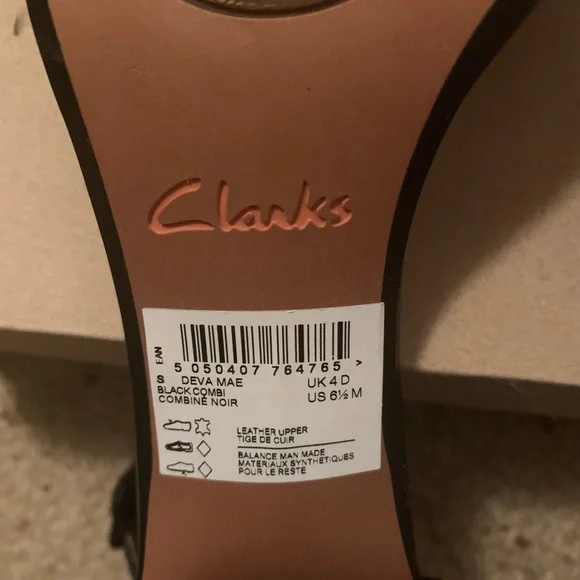 Clarks
EAN
5 050407 764765 >
S DEVA MAE UK 4 D
BLACK COMBI US 6½ M
COMBINÉ NOIR
LEATHER UPPER
TIGE DE CUIR
BALANCE MAN MADE
MATERIAUX SYNTHETIQUES
POUR LE RESTE